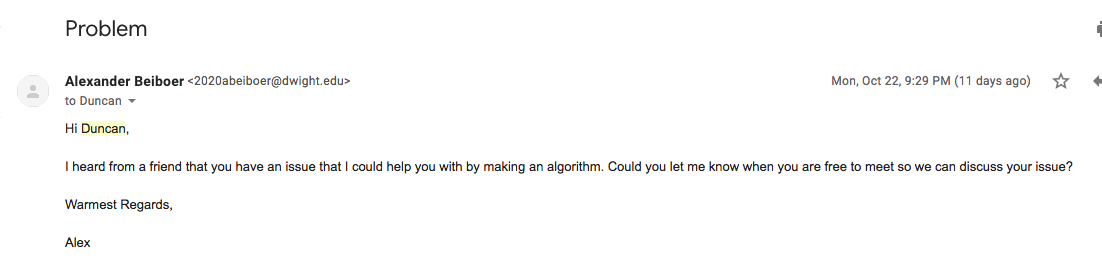 Problem
Alexander Beiboer <2020abeiboer@dwight.edu>
Mon, Oct 22, 9:29 PM (11 days ago)
to Duncan
Hi Duncan,
I heard from a friend that you have an issue that I could help you with by making an algorithm. Could you let me know when you are free to meet so we can discuss your issue?
Warmest Regards,
Alex